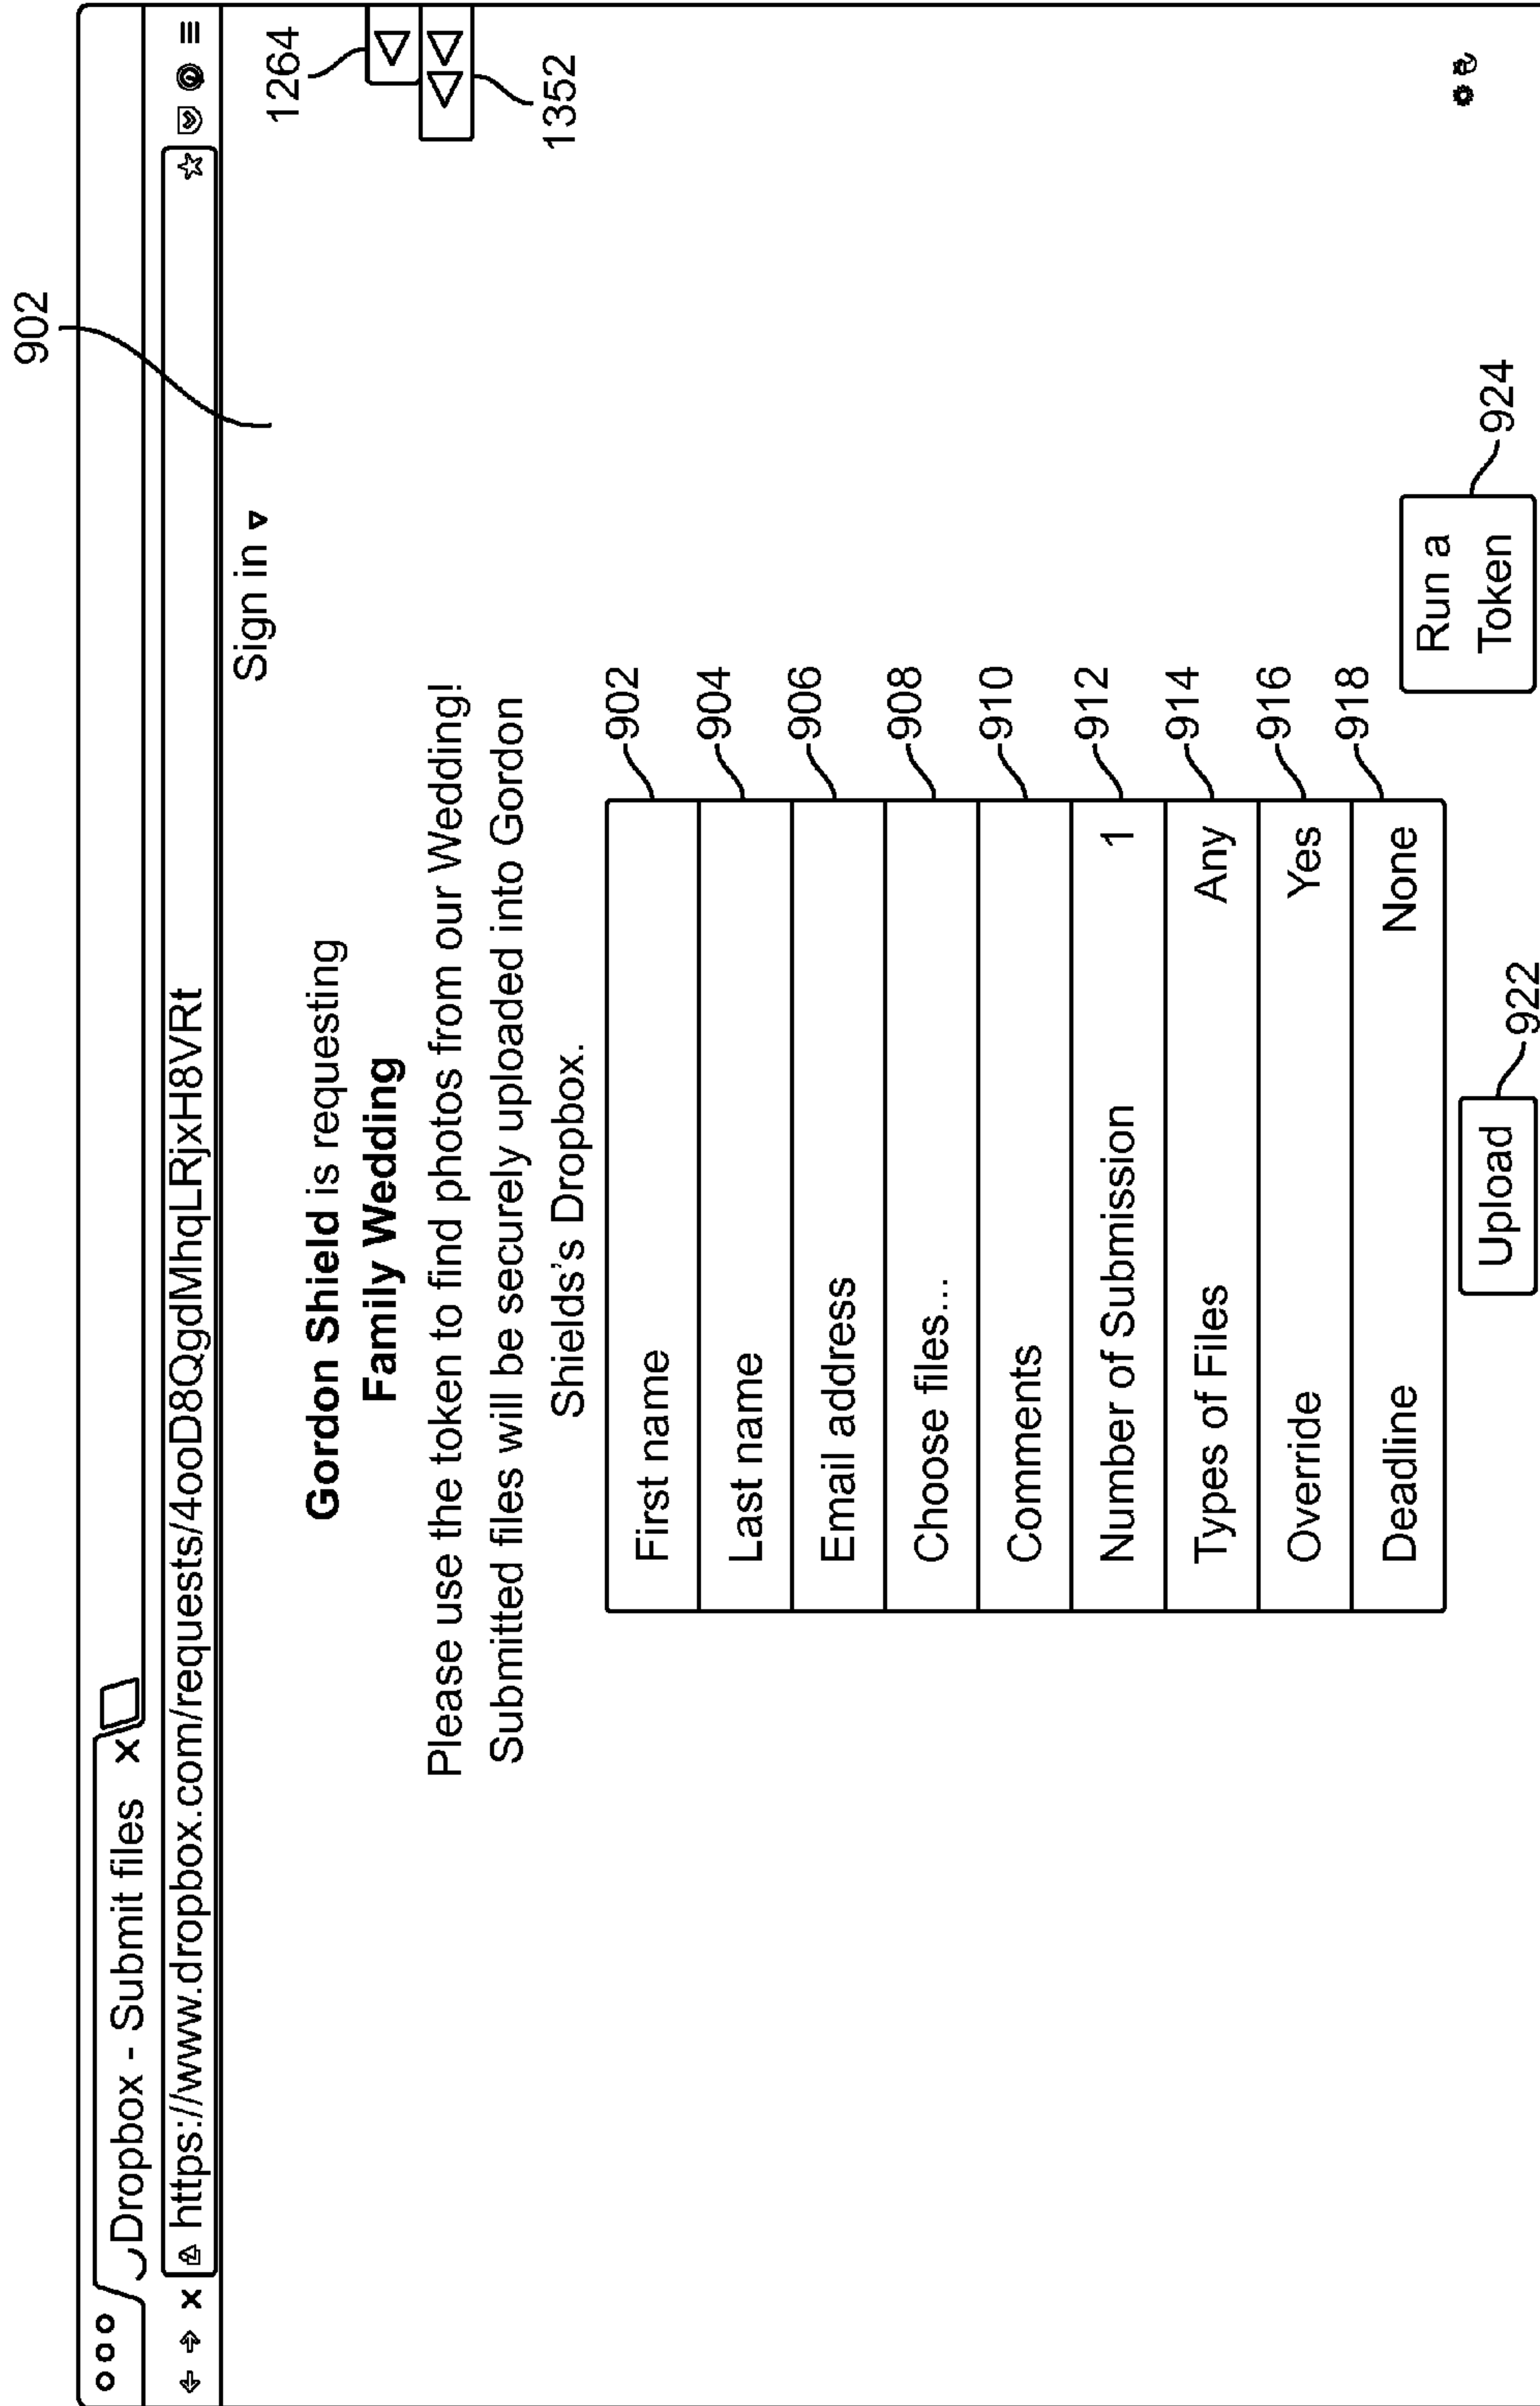 902
Dropbox - Submit files x
https://www.dropbox.com/requests/4ooD8QgdMhqLRjxH8VRt
Sign in
1264
Gordon Shield is requesting
Family Wedding
Please use the token to find photos from our Wedding!
Submitted files will be securely uploaded into Gordon
Shields's Dropbox.
1352
First name 902
Last name 904
Email address 906
Choose files... 908
Comments 910
Number of Submission 1 912
Types of Files Any 914
Override Yes 916
Deadline None 918
Upload 922
Run a
Token 924